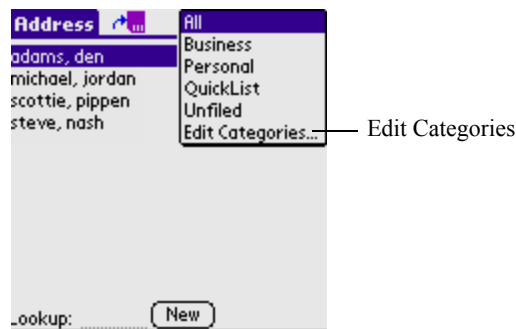 Address
All
Business
Personal
QuickList
Unfiled
Edit Categories...
adams, den
michael, jordan
scottie, pippen
steve, nash
Edit Categories
Lookup:
New